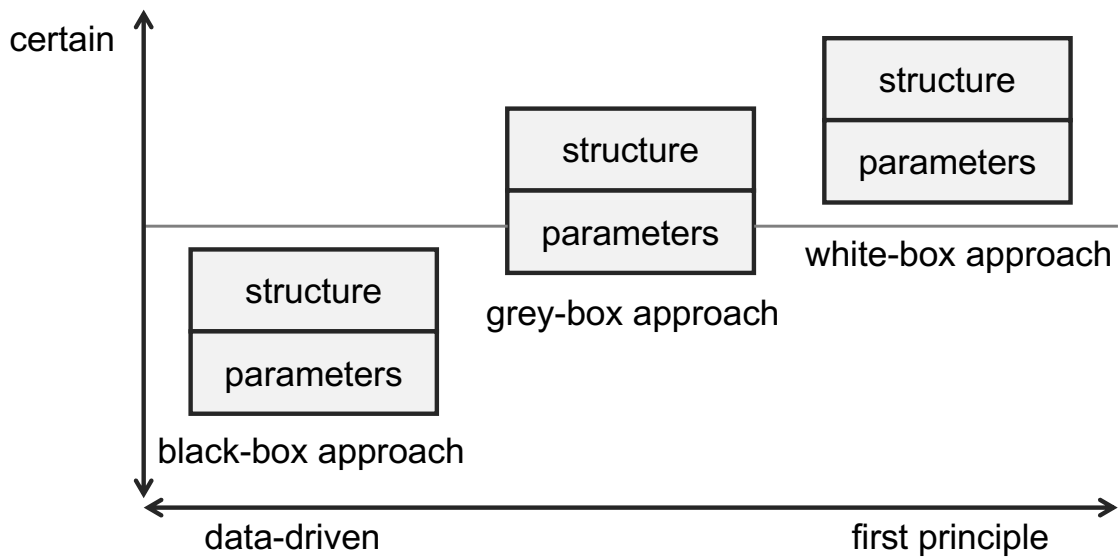 certain
structure
parameters
white-box approach
structure
parameters
grey-box approach
structure
parameters
black-box approach
data-driven
first principle